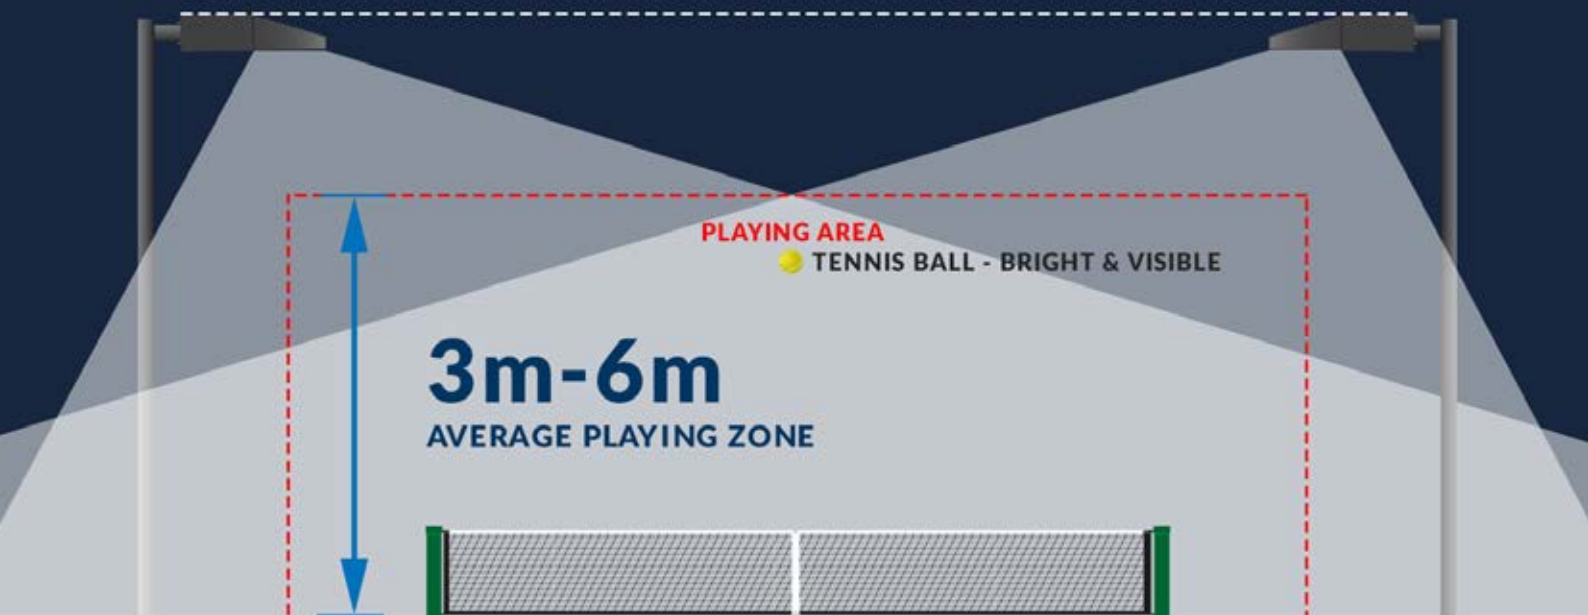 PLAYING AREA
TENNIS BALL - BRIGHT & VISIBLE
3m-6m
AVERAGE PLAYING ZONE